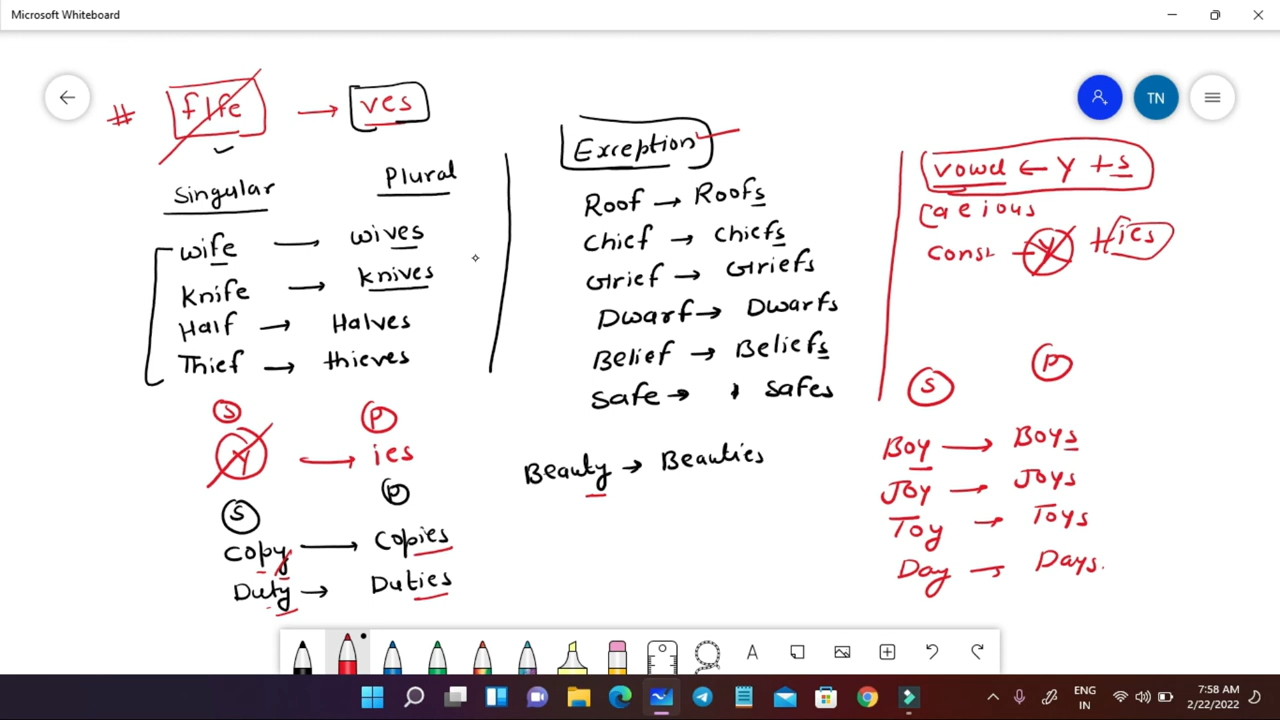 Microsoft Whiteboard
# f/fe → ves
Singular Plural
wife → wives
Knife → knives
Half → Halves
Thief → thieves
S P
Y → ies
S P
Copy → Copies
Duty → Duties
Exception
Roof → Roofs
Chief → Chiefs
Grief → Griefs
Dwarf → Dwarfs
Belief → Beliefs
Safe → Safes
Beauty → Beauties
vowel ← Y + s
a e i o u s
Const → Y + ies
S P
Boy → Boys
Joy → Joys
Toy → Toys
Day → Days.
TN
A
ENG
IN
7:58 AM
2/22/2022